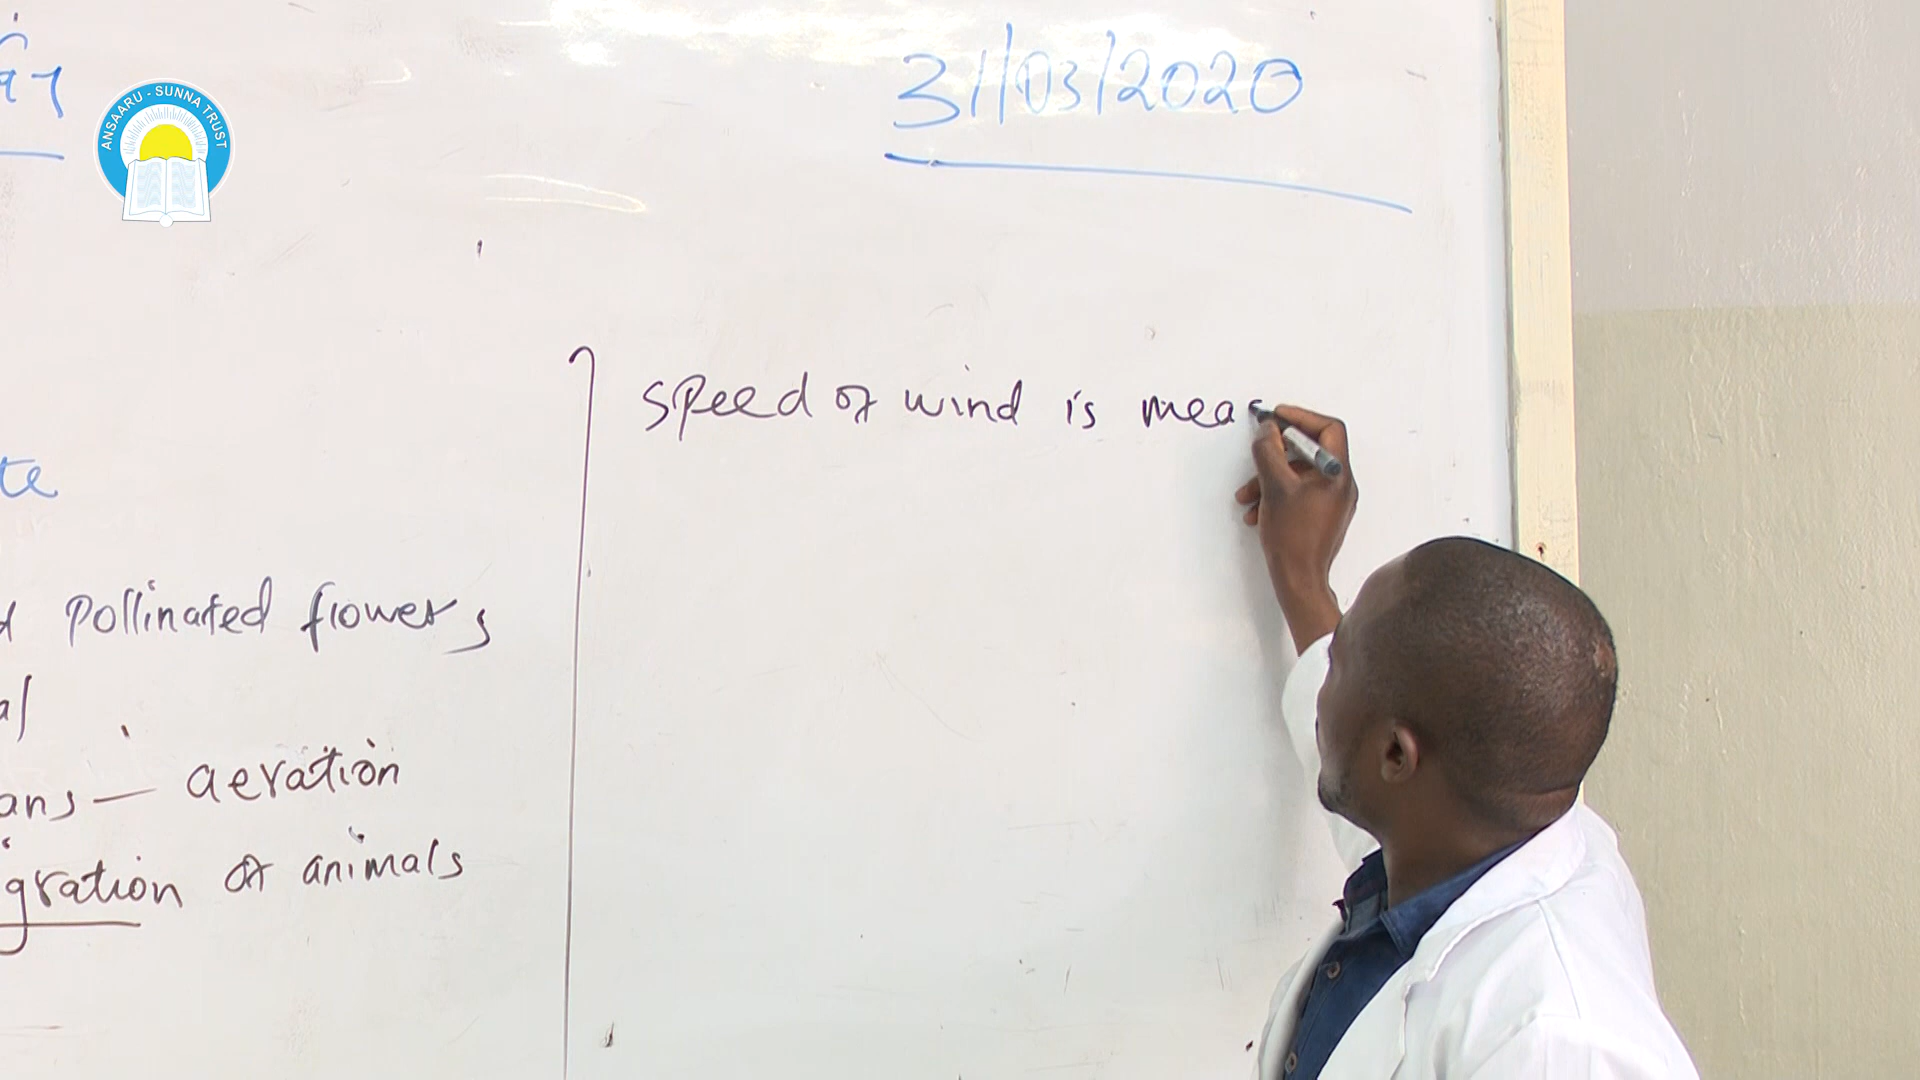 ANSAARU - SUNNA TRUST
31/03/2020
speed of wind is meas
te
pollinated flowers
al
ans — aeration
gration of animals